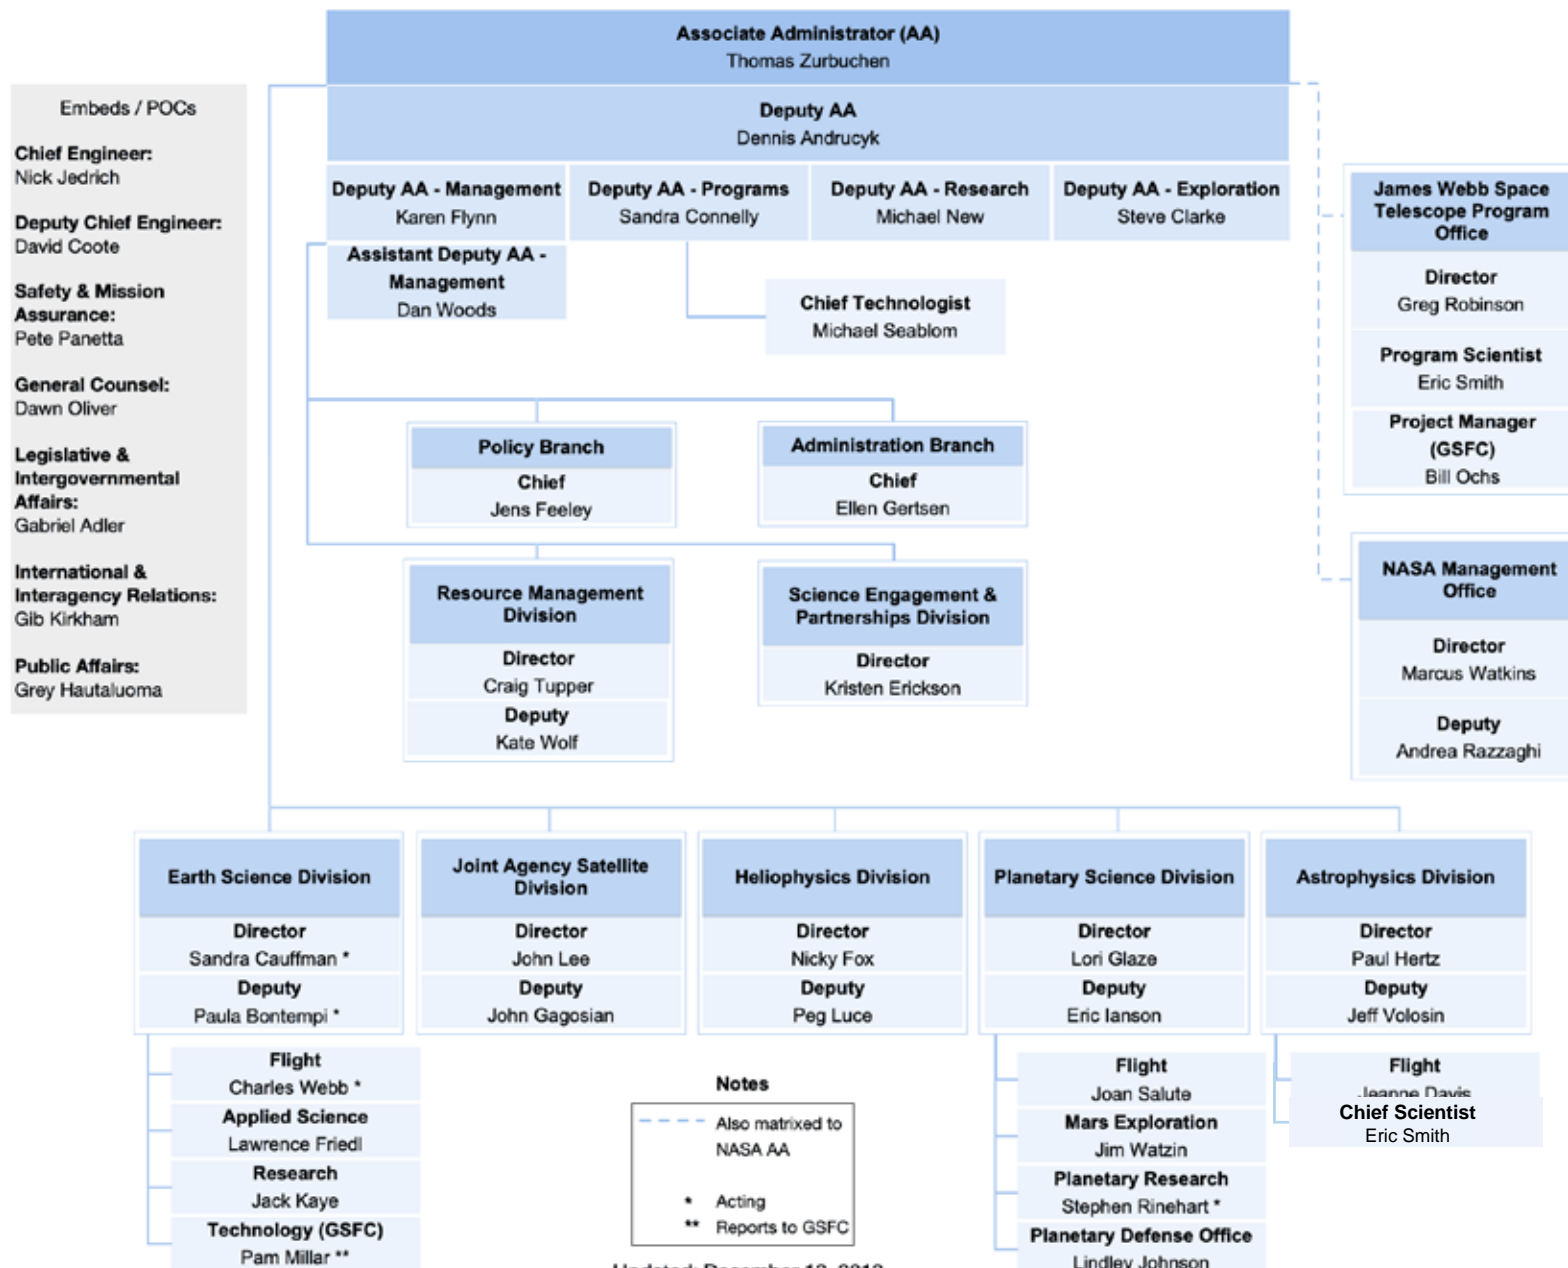 Associate Administrator (AA)
Thomas Zurbuchen
Deputy AA
Dennis Andrucyk
Deputy AA - Management
Karen Flynn
Deputy AA - Programs
Sandra Connelly
Deputy AA - Research
Michael New
Deputy AA - Exploration
Steve Clarke
Assistant Deputy AA -
Management
Dan Woods
Chief Technologist
Michael Seablom
Embeds / POCs
Chief Engineer:
Nick Jedrich
Deputy Chief Engineer:
David Coote
Safety & Mission
Assurance:
Pete Panetta
General Counsel:
Dawn Oliver
Legislative &
Intergovernmental
Affairs:
Gabriel Adler
International &
Interagency Relations:
Gib Kirkham
Public Affairs:
Grey Hautaluoma
James Webb Space
Telescope Program
Office
Director
Greg Robinson
Program Scientist
Eric Smith
Project Manager
(GSFC)
Bill Ochs
NASA Management
Office
Director
Marcus Watkins
Deputy
Andrea Razzaghi
Policy Branch
Chief
Jens Feeley
Administration Branch
Chief
Ellen Gertsen
Resource Management
Division
Director
Craig Tupper
Deputy
Kate Wolf
Science Engagement &
Partnerships Division
Director
Kristen Erickson
Earth Science Division
Director
Sandra Cauffman *
Deputy
Paula Bontempi *
Flight
Charles Webb *
Applied Science
Lawrence Friedl
Research
Jack Kaye
Technology (GSFC)
Pam Millar **
Joint Agency Satellite
Division
Director
John Lee
Deputy
John Gagosian
Heliophysics Division
Director
Nicky Fox
Deputy
Peg Luce
Planetary Science Division
Director
Lori Glaze
Deputy
Eric Ianson
Flight
Joan Salute
Mars Exploration
Jim Watzin
Planetary Research
Stephen Rinehart *
Planetary Defense Office
Lindley Johnson
Astrophysics Division
Director
Paul Hertz
Deputy
Jeff Volosin
Flight
Jeanne Davis
Chief Scientist
Eric Smith
Notes
Also matrixed to
NASA AA
* Acting
** Reports to GSFC
Updated: December